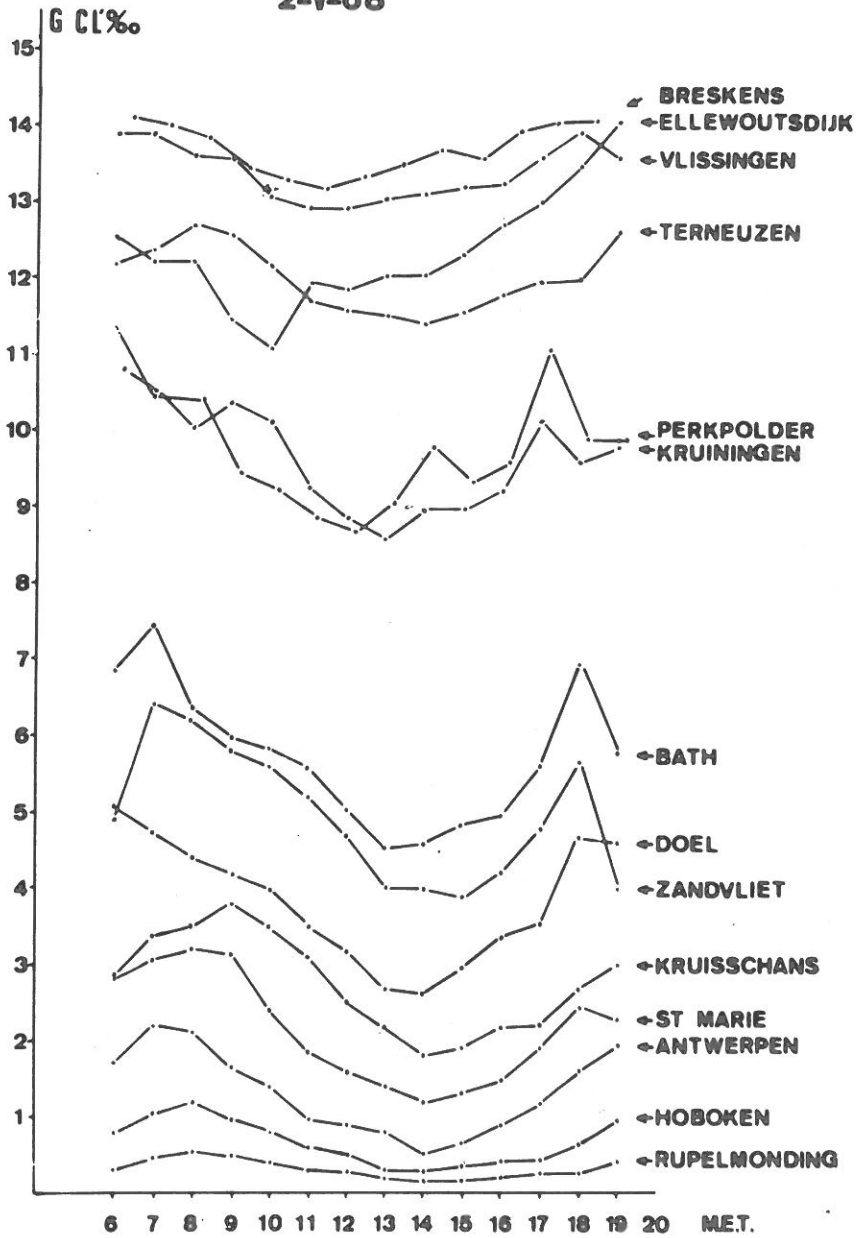 G CL'‰
15
14
13
12
11
10
9
8
7
6
5
4
3
2
1
BRESKENS
ELLEWOUTSDIJK
VLISSINGEN
TERNEUZEN
PERKPOLDER
KRUININGEN
BATH
DOEL
ZANDVLIET
KRUISSCHANS
ST MARIE
ANTWERPEN
HOBOKEN
RUPELMONDING
6 7 8 9 10 11 12 13 14 15 16 17 18 19 20 M.E.T.